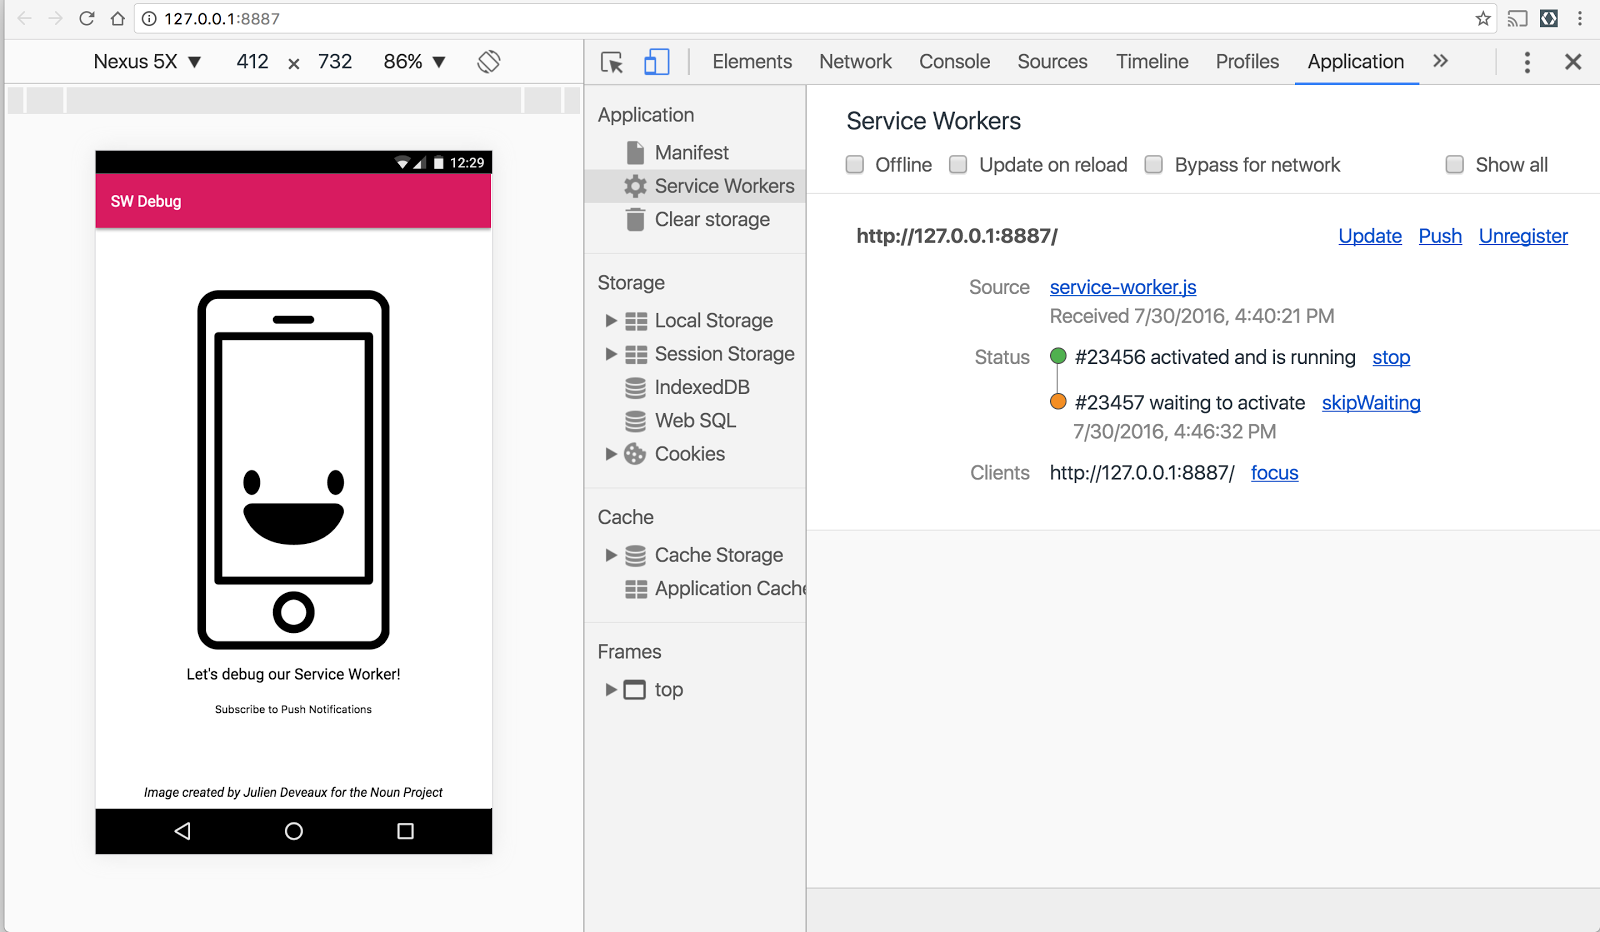 127.0.0.1:8887
Nexus 5X ▼ 412 × 732 86% ▼
12:29
SW Debug
Let's debug our Service Worker!
Subscribe to Push Notifications
Image created by Julien Deveaux for the Noun Project
Elements Network Console Sources Timeline Profiles Application »
Application
Manifest
Service Workers
Clear storage
Storage
Local Storage
Session Storage
IndexedDB
Web SQL
Cookies
Cache
Cache Storage
Application Cache
Frames
top
Service Workers
Offline Update on reload Bypass for network Show all
http://127.0.0.1:8887/ Update Push Unregister
Source service-worker.js
Received 7/30/2016, 4:40:21 PM
Status #23456 activated and is running stop
#23457 waiting to activate skipWaiting
7/30/2016, 4:46:32 PM
Clients http://127.0.0.1:8887/ focus